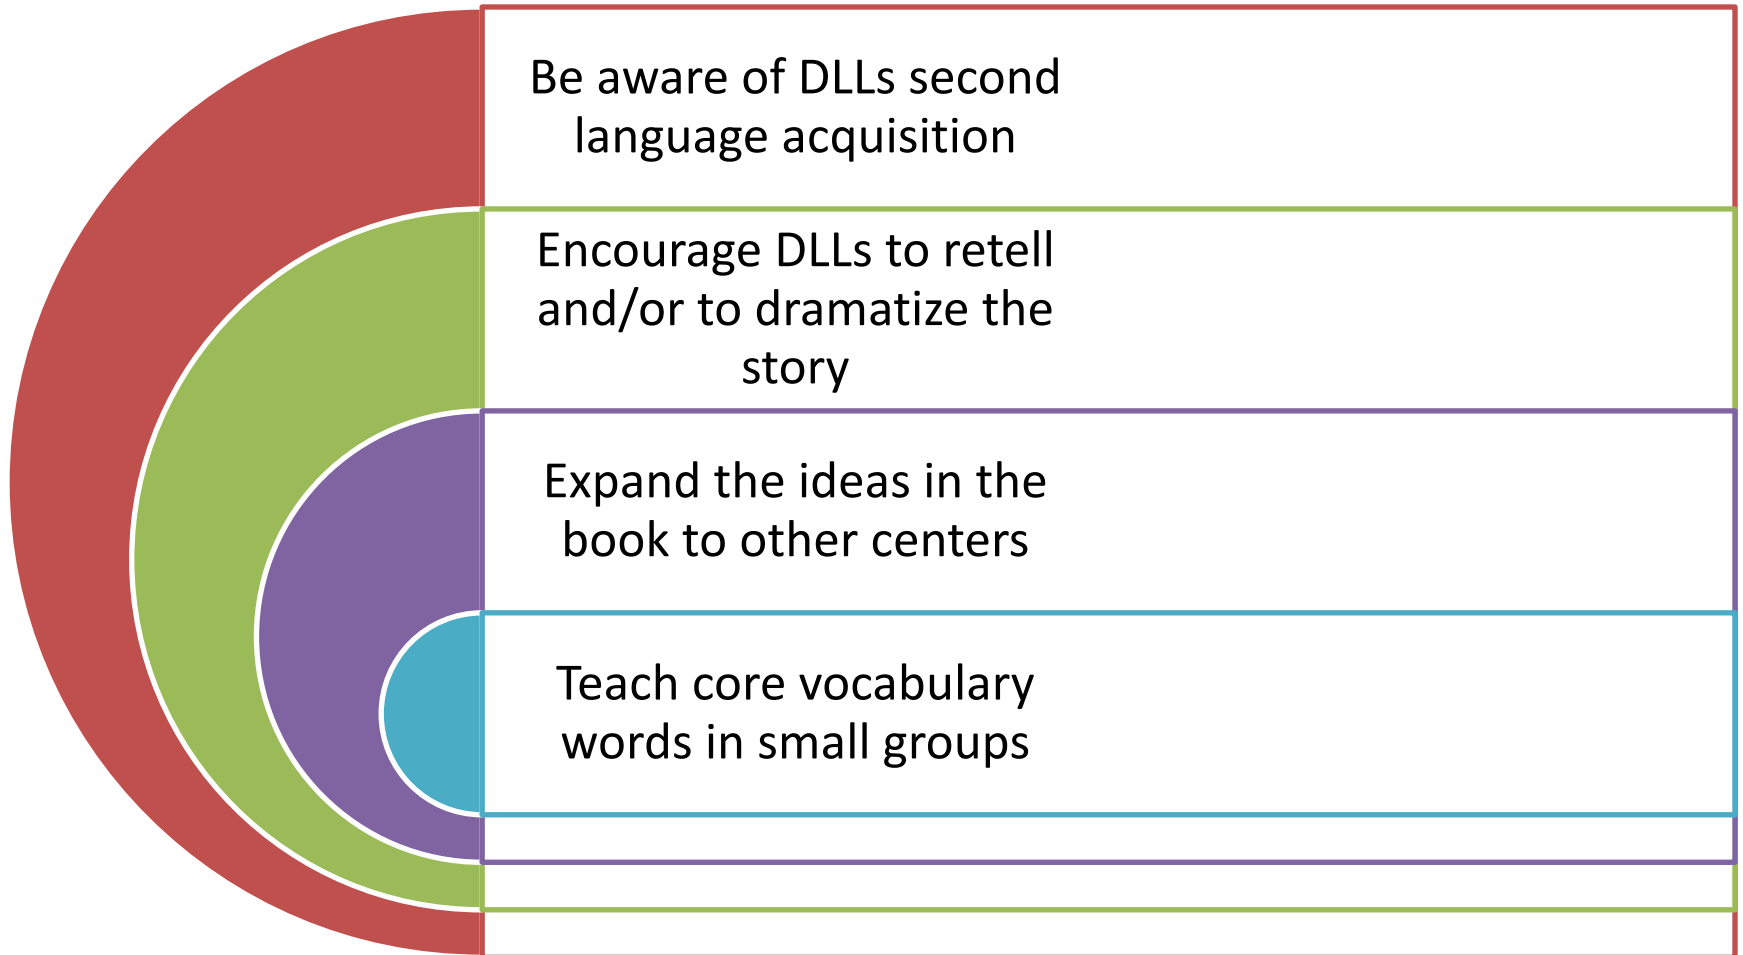 Be aware of DLLs second
language acquisition
Encourage DLLs to retell
and/or to dramatize the
story
Expand the ideas in the
book to other centers
Teach core vocabulary
words in small groups